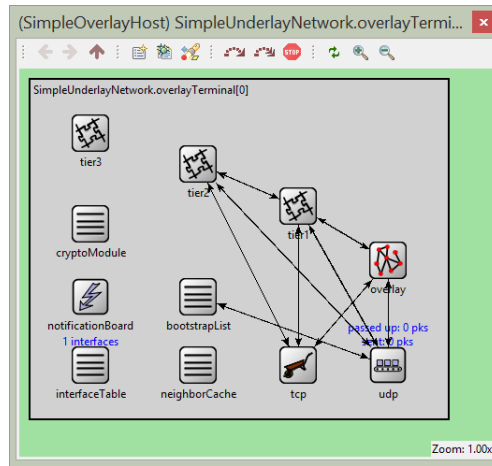 (SimpleOverlayHost) SimpleUnderlayNetwork.overlayTermi...
STOP
SimpleUnderlayNetwork.overlayTerminal[0]
tier3
tier2
tier1
cryptoModule
overlay
notificationBoard
bootstrapList
passed up: 0 pks
1 interfaces
sent: 0 pks
interfaceTable
neighborCache
tcp
udp
Zoom: 1.00x